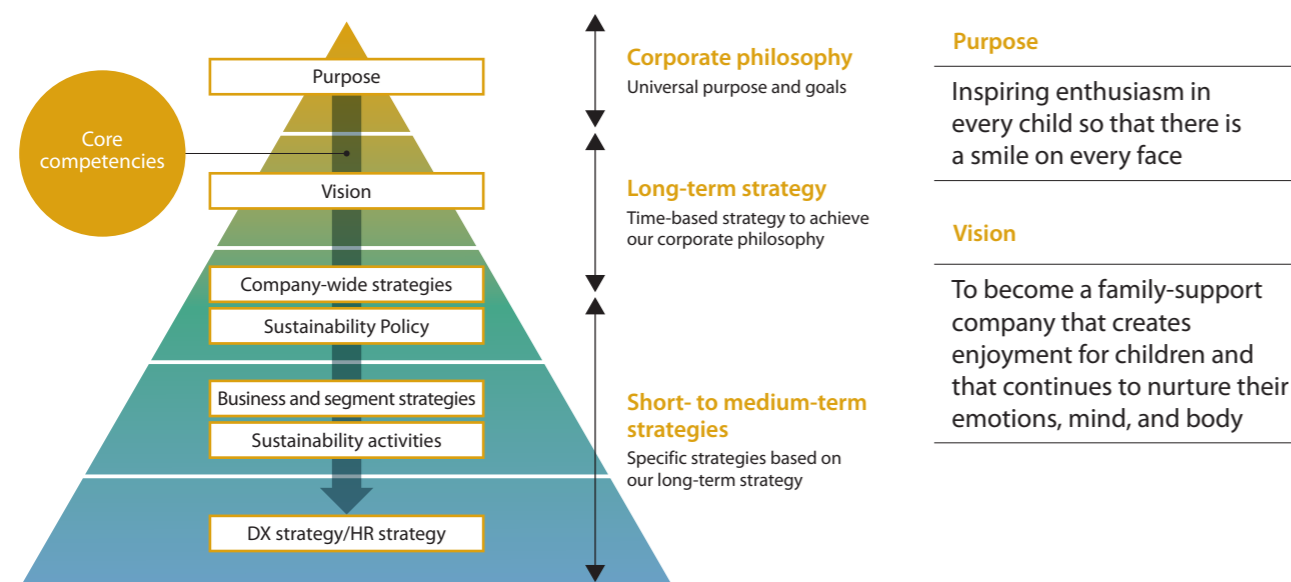 Core
competencies
Purpose
Vision
Company-wide strategies
Sustainability Policy
Business and segment strategies
Sustainability activities
DX strategy/HR strategy
Corporate philosophy
Universal purpose and goals
Long-term strategy
Time-based strategy to achieve
our corporate philosophy
Short- to medium-term
strategies
Specific strategies based on
our long-term strategy
Purpose
Inspiring enthusiasm in
every child so that there is
a smile on every face
Vision
To become a family-support
company that creates
enjoyment for children and
that continues to nurture their
emotions, mind, and body